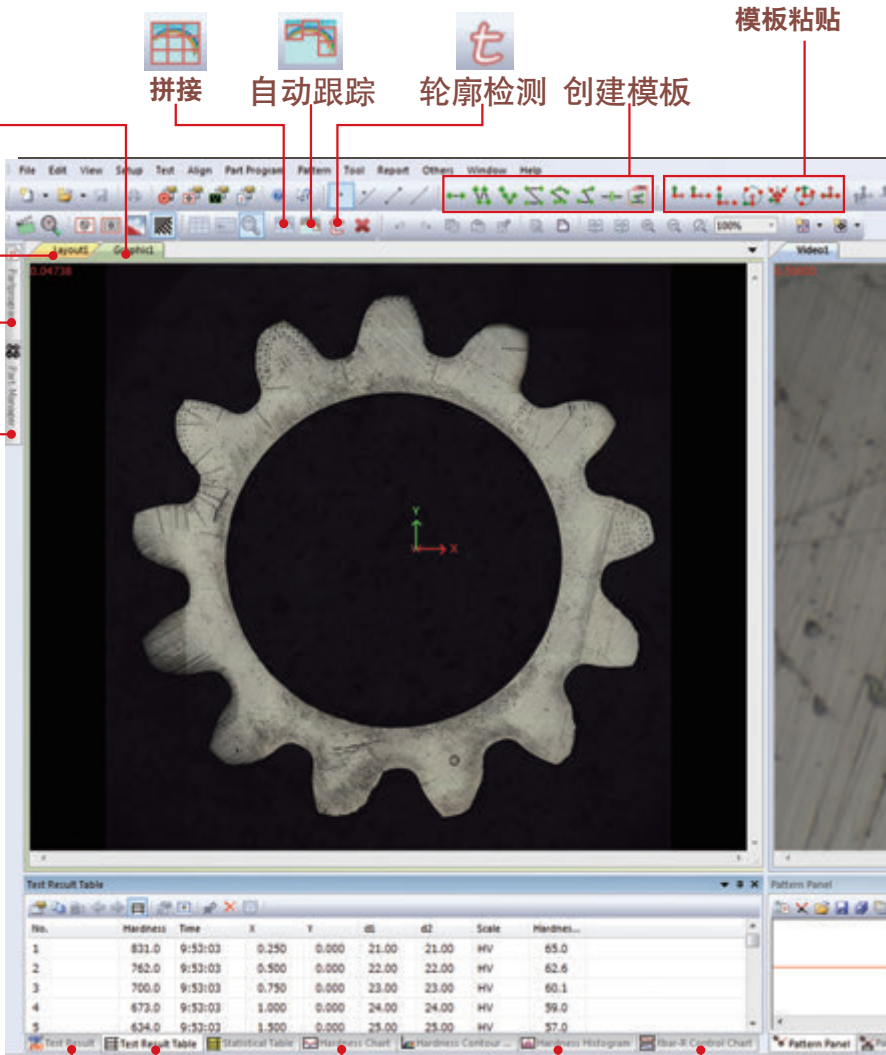 模板粘贴
拼接 自动跟踪 轮廓检测 创建模板
File Edit View Setup Test Align Part Program Pattern Tool Report Others Window Help
100%
Layout1 Graphic1 Video1
0.04738
Part Manager
Y
X
Test Result Table Pattern Panel
No. Hardness Time X Y d1 d2 Scale Hardnes...
1 831.0 9:53:03 0.250 0.000 21.00 21.00 HV 65.0
2 762.0 9:53:03 0.500 0.000 22.00 22.00 HV 62.6
3 700.0 9:53:03 0.750 0.000 23.00 23.00 HV 60.1
4 673.0 9:53:03 1.000 0.000 24.00 24.00 HV 59.0
5 634.0 9:53:03 1.500 0.000 25.00 25.00 HV 57.0
Test Result Test Result Table Statistical Table Hardness Chart Hardness Contour ... Hardness Histogram Xbar-R Control Chart Pattern Panel